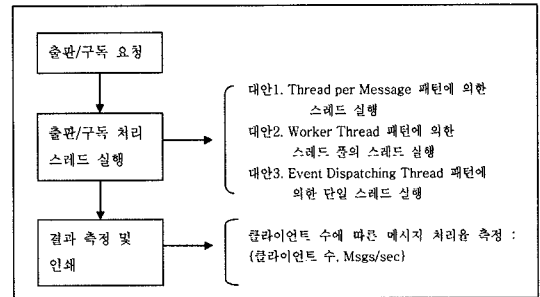 출판/구독 요청
출판/구독 처리
스레드 실행
대안1. Thread per Message 패턴에 의한
스레드 실행
대안2. Worker Thread 패턴에 의한
스레드 풀의 스레드 실행
대안3. Event Dispatching Thread 패턴에
의한 단일 스레드 실행
결과 측정 및
인쇄
클라이언트 수에 따른 메시지 처리율 측정 :
{클라이언트 수, Msgs/sec}